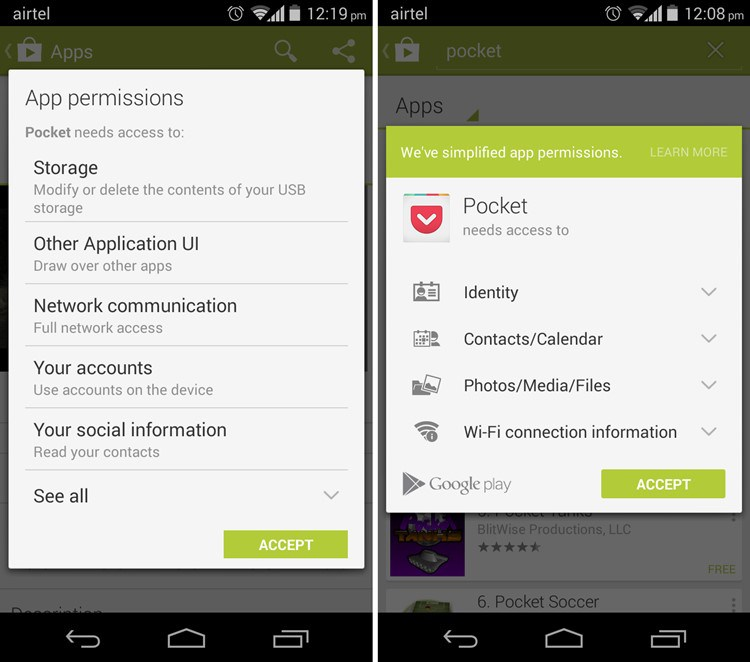 airtel
12:19 pm
Apps
App permissions
Pocket needs access to:
Storage
Modify or delete the contents of your USB
storage
Other Application UI
Draw over other apps
Network communication
Full network access
Your accounts
Use accounts on the device
Your social information
Read your contacts
See all
ACCEPT
Description
airtel
12:08 pm
pocket
Apps
We've simplified app permissions.
LEARN MORE
Pocket
needs access to
Identity
Contacts/Calendar
Photos/Media/Files
Wi-Fi connection information
Google play
ACCEPT
5. Pocket Tanks
BlitWise Productions, LLC
FREE
6. Pocket Soccer